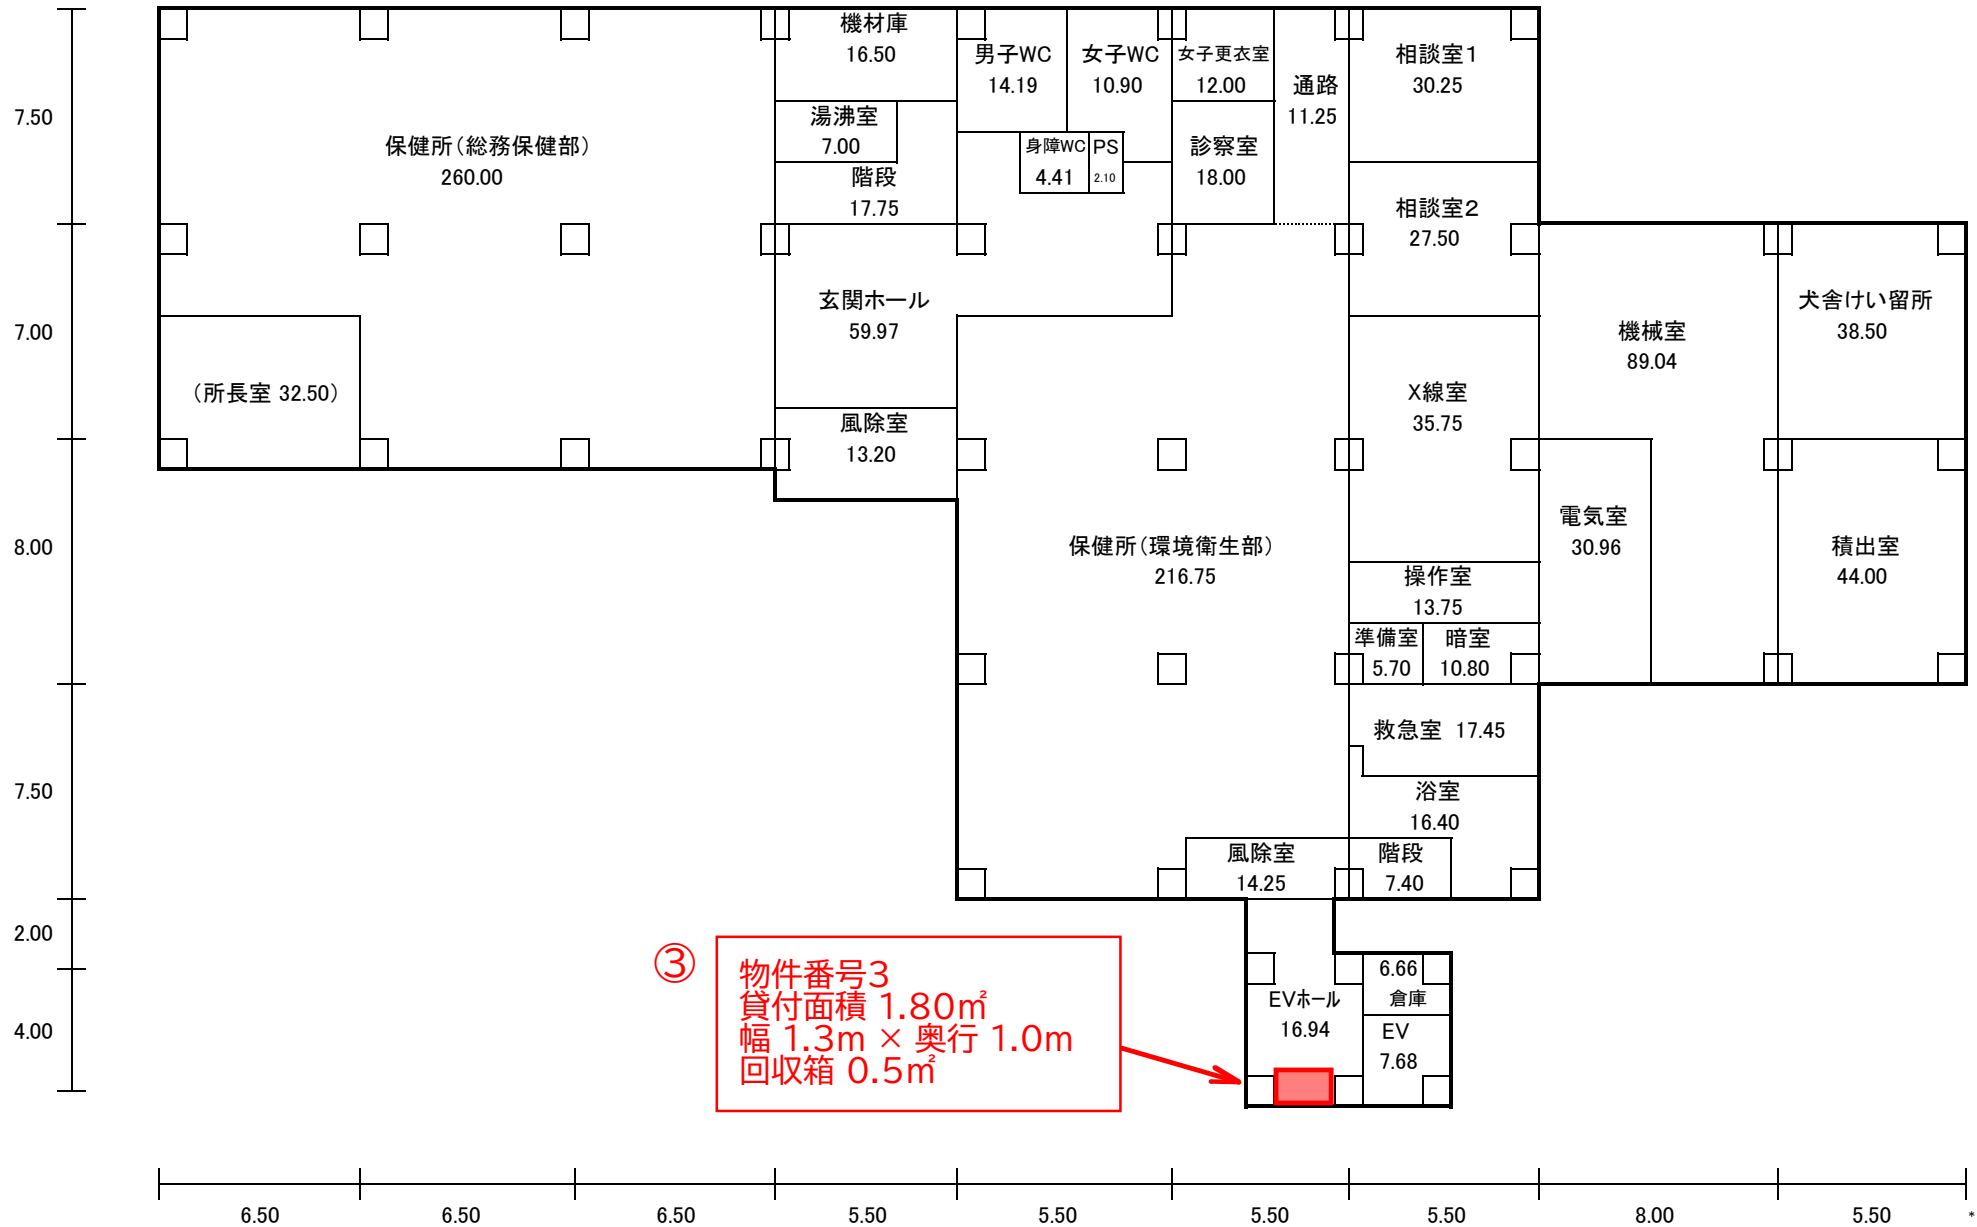 機材庫
16.50
男子WC
14.19
女子WC
10.90
女子更衣室
12.00
通路
11.25
相談室1
30.25
7.50
保健所(総務保健部)
260.00
湯沸室
7.00
階段
17.75
身障WC
4.41
PS
2.10
診察室
18.00
相談室2
27.50
7.00
(所長室 32.50)
玄関ホール
59.97
風除室
13.20
X線室
35.75
機械室
89.04
犬舎けい留所
38.50
8.00
保健所(環境衛生部)
216.75
操作室
13.75
準備室
5.70
暗室
10.80
電気室
30.96
積出室
44.00
7.50
救急室 17.45
浴室
16.40
風除室
14.25
階段
7.40
2.00
③
物件番号3
貸付面積 1.80㎡
幅 1.3m × 奥行 1.0m
回収箱 0.5㎡
4.00
EVホール
16.94
6.66
倉庫
EV
7.68
6.50
6.50
6.50
5.50
5.50
5.50
5.50
8.00
5.50
*